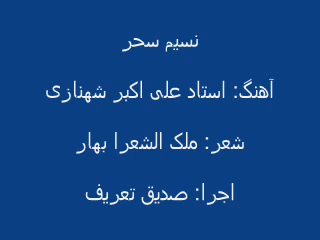 نسیم سحر
آهنگ: استاد علی اکبر شهنازی
شعر: ملک الشعرا بهار
اجرا: صدیق تعریف